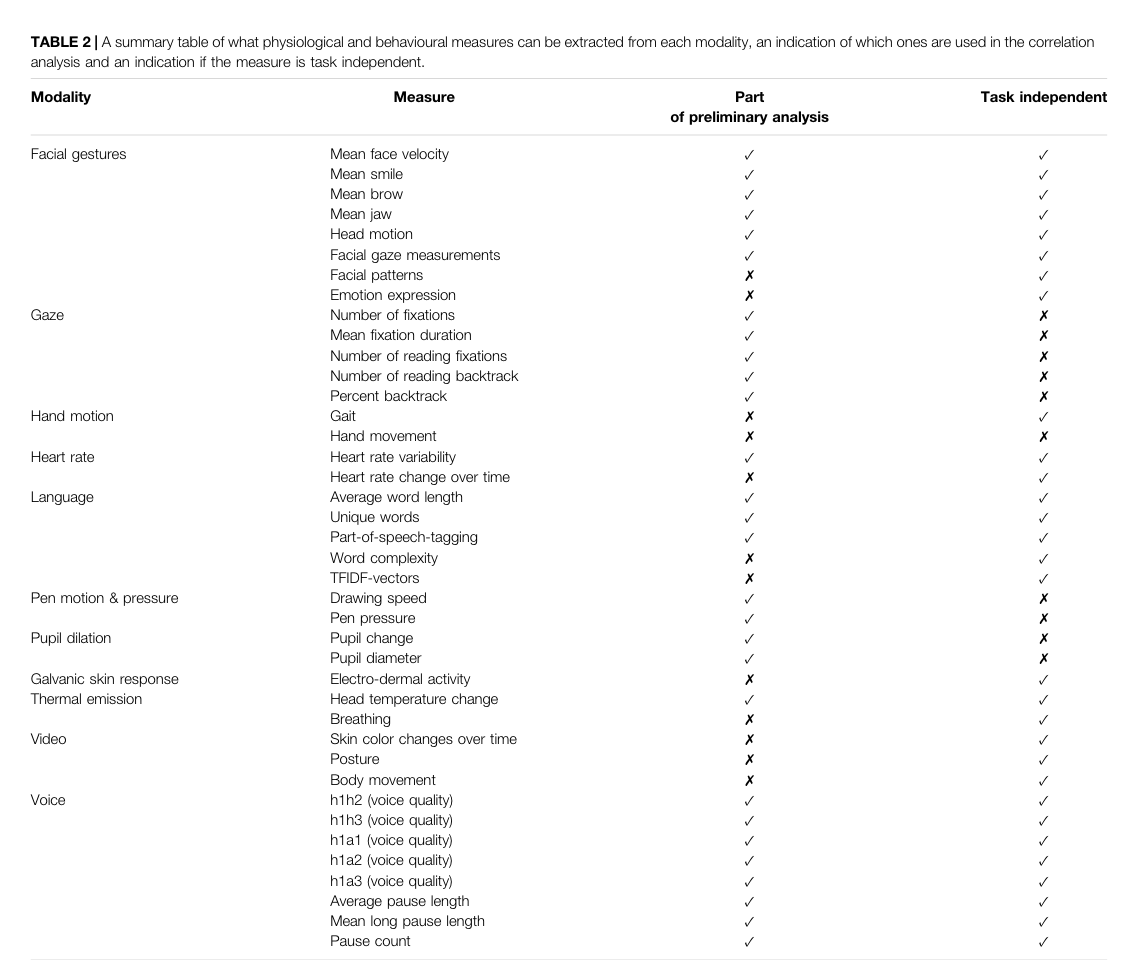 TABLE 2 | A summary table of what physiological and behavioural measures can be extracted from each modality, an indication of which ones are used in the correlation
analysis and an indication if the measure is task independent.
Modality Measure Part Task independent
of preliminary analysis
Facial gestures Mean face velocity ✓ ✓
Mean smile ✓ ✓
Mean brow ✓ ✓
Mean jaw ✓ ✓
Head motion ✓ ✓
Facial gaze measurements ✓ ✓
Facial patterns ✗ ✓
Emotion expression ✗ ✓
Gaze Number of fixations ✓ ✗
Mean fixation duration ✓ ✗
Number of reading fixations ✓ ✗
Number of reading backtrack ✓ ✗
Percent backtrack ✓ ✗
Hand motion Gait ✗ ✓
Hand movement ✗ ✗
Heart rate Heart rate variability ✓ ✓
Heart rate change over time ✗ ✓
Language Average word length ✓ ✓
Unique words ✓ ✓
Part-of-speech-tagging ✓ ✓
Word complexity ✗ ✓
TFIDF-vectors ✗ ✓
Pen motion & pressure Drawing speed ✓ ✗
Pen pressure ✓ ✗
Pupil dilation Pupil change ✓ ✗
Pupil diameter ✓ ✗
Galvanic skin response Electro-dermal activity ✗ ✓
Thermal emission Head temperature change ✓ ✓
Breathing ✗ ✓
Video Skin color changes over time ✗ ✓
Posture ✗ ✓
Body movement ✗ ✓
Voice h1h2 (voice quality) ✓ ✓
h1h3 (voice quality) ✓ ✓
h1a1 (voice quality) ✓ ✓
h1a2 (voice quality) ✓ ✓
h1a3 (voice quality) ✓ ✓
Average pause length ✓ ✓
Mean long pause length ✓ ✓
Pause count ✓ ✓